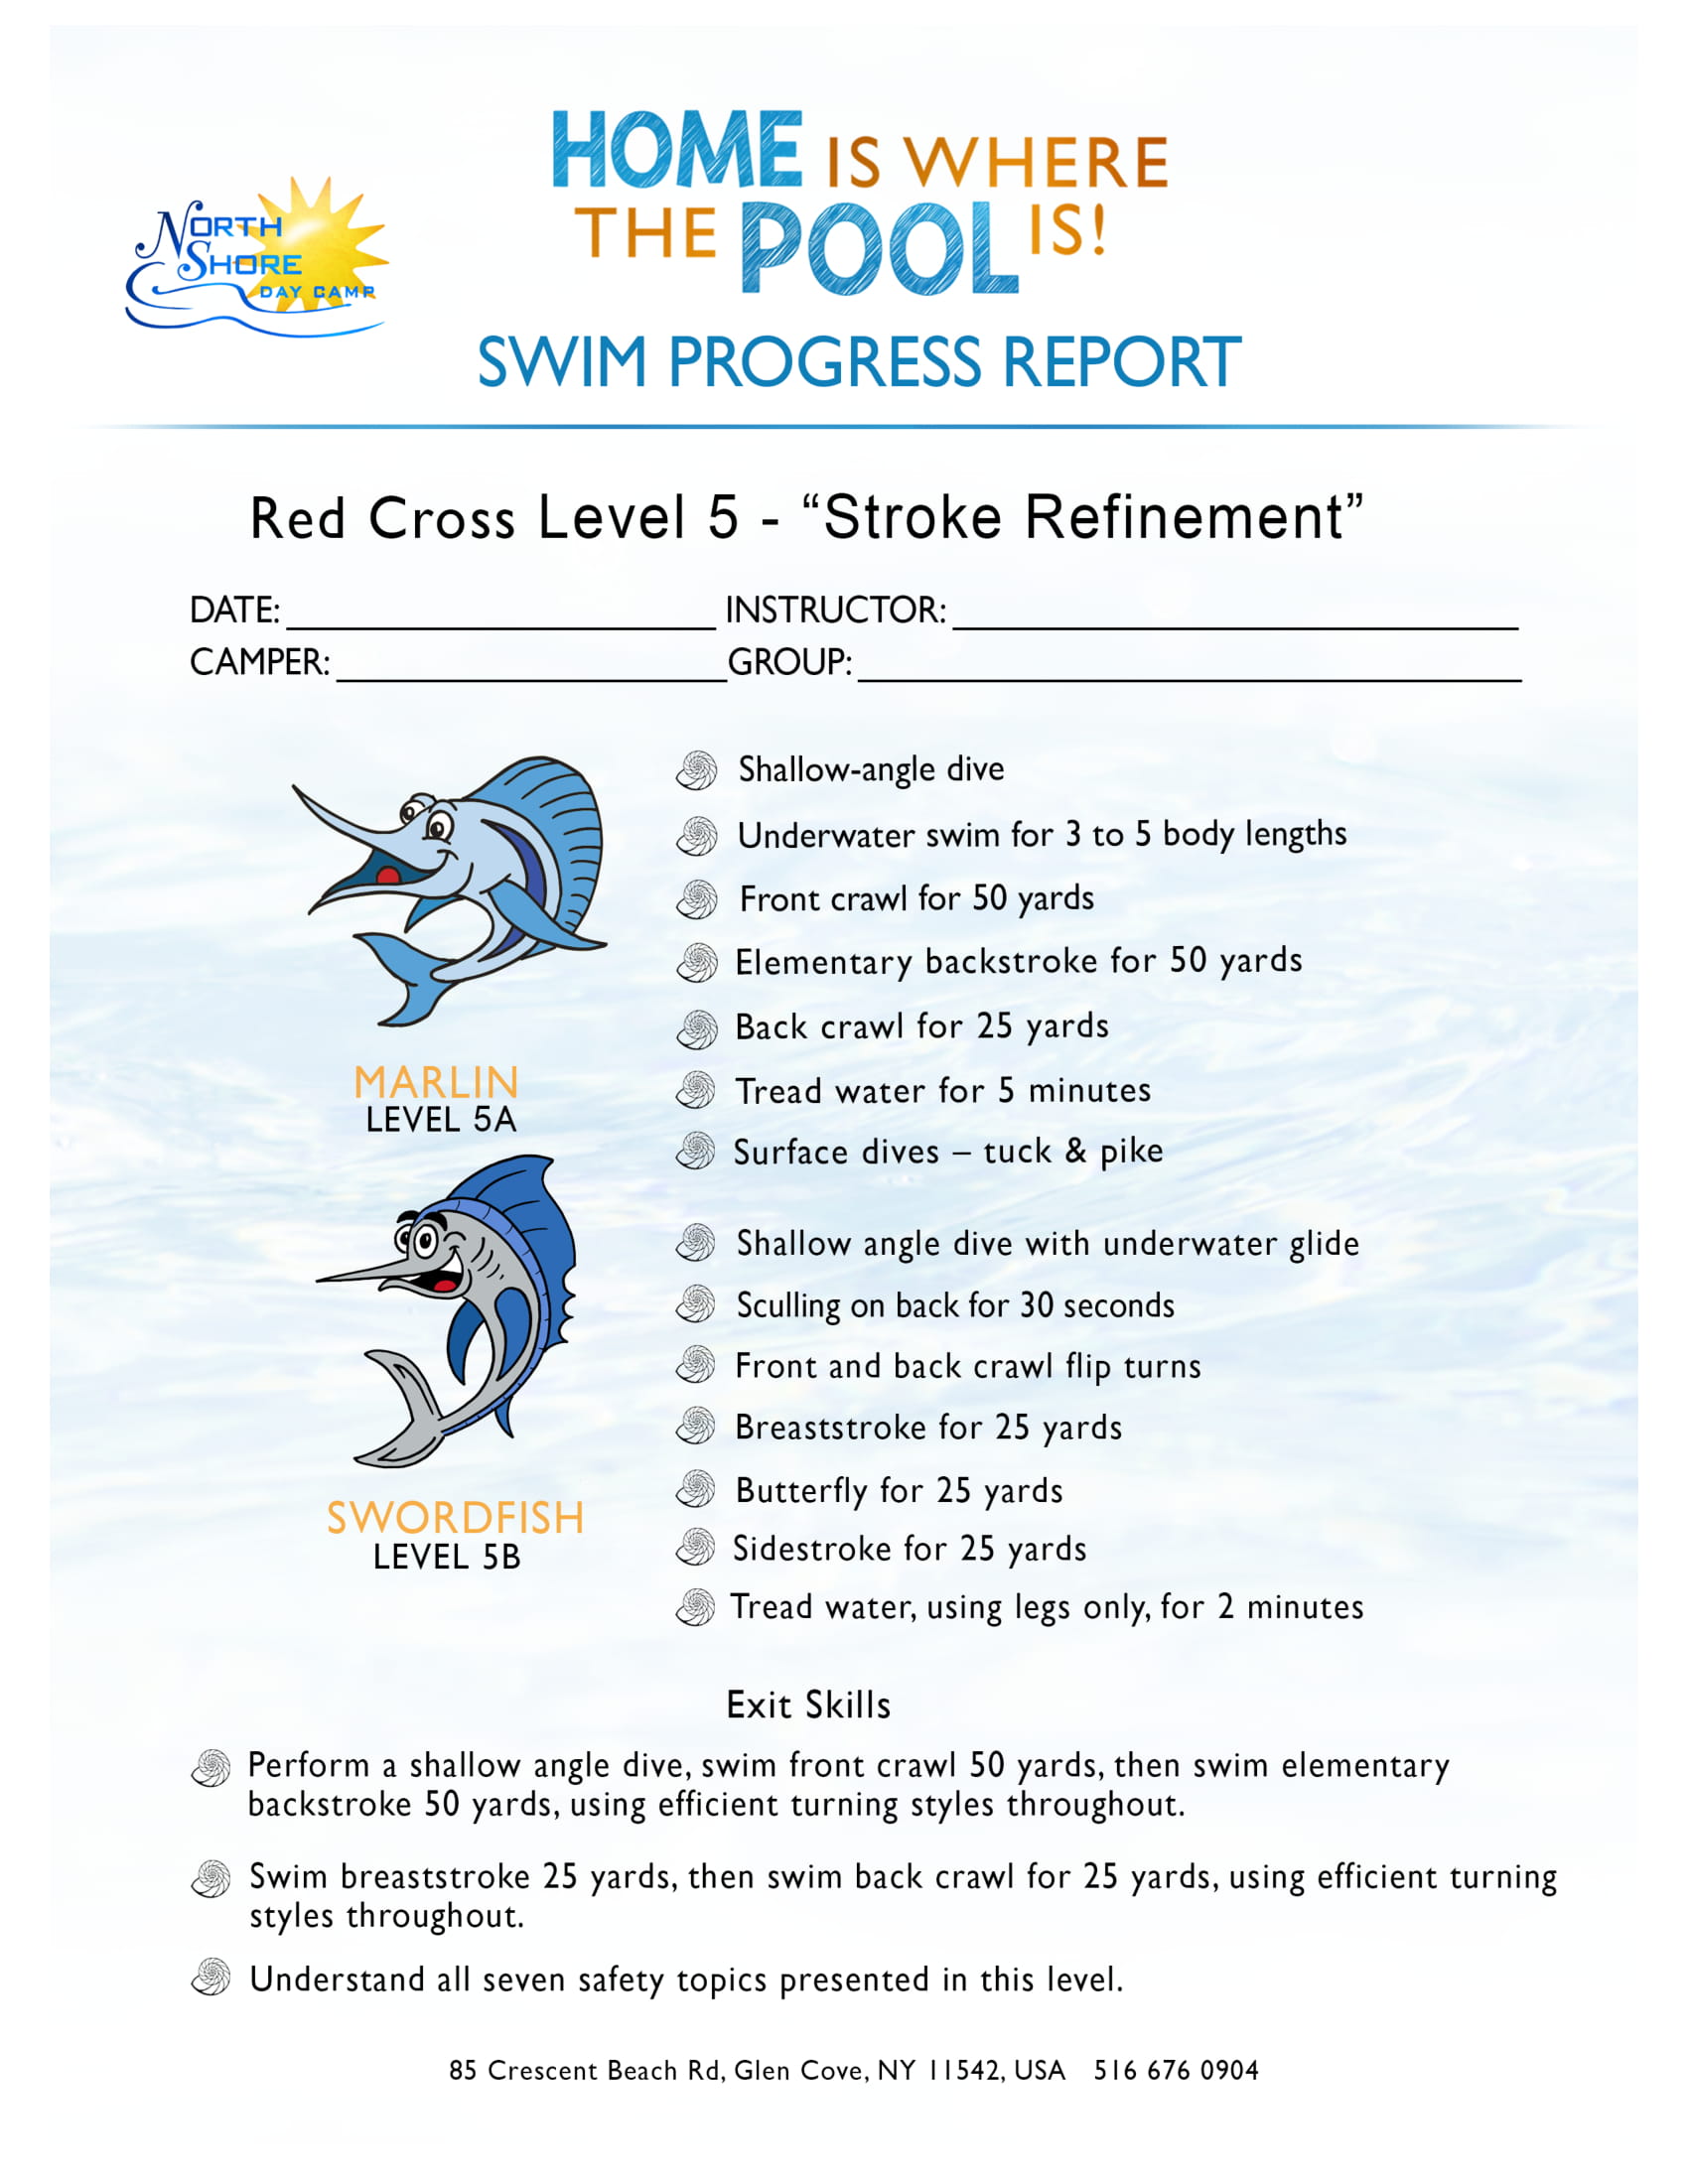 HOME IS WHERE
THE POOL IS!
NORTH
SHORE
DAY CAMP
SWIM PROGRESS REPORT
Red Cross Level 5 - “Stroke Refinement”
DATE: INSTRUCTOR:
CAMPER: GROUP:
Shallow-angle dive
Underwater swim for 3 to 5 body lengths
Front crawl for 50 yards
Elementary backstroke for 50 yards
Back crawl for 25 yards
Tread water for 5 minutes
Surface dives – tuck & pike
MARLIN
LEVEL 5A
Shallow angle dive with underwater glide
Sculling on back for 30 seconds
Front and back crawl flip turns
Breaststroke for 25 yards
Butterfly for 25 yards
Sidestroke for 25 yards
Tread water, using legs only, for 2 minutes
SWORDFISH
LEVEL 5B
Exit Skills
Perform a shallow angle dive, swim front crawl 50 yards, then swim elementary
backstroke 50 yards, using efficient turning styles throughout.
Swim breaststroke 25 yards, then swim back crawl for 25 yards, using efficient turning
styles throughout.
Understand all seven safety topics presented in this level.
85 Crescent Beach Rd, Glen Cove, NY 11542, USA 516 676 0904